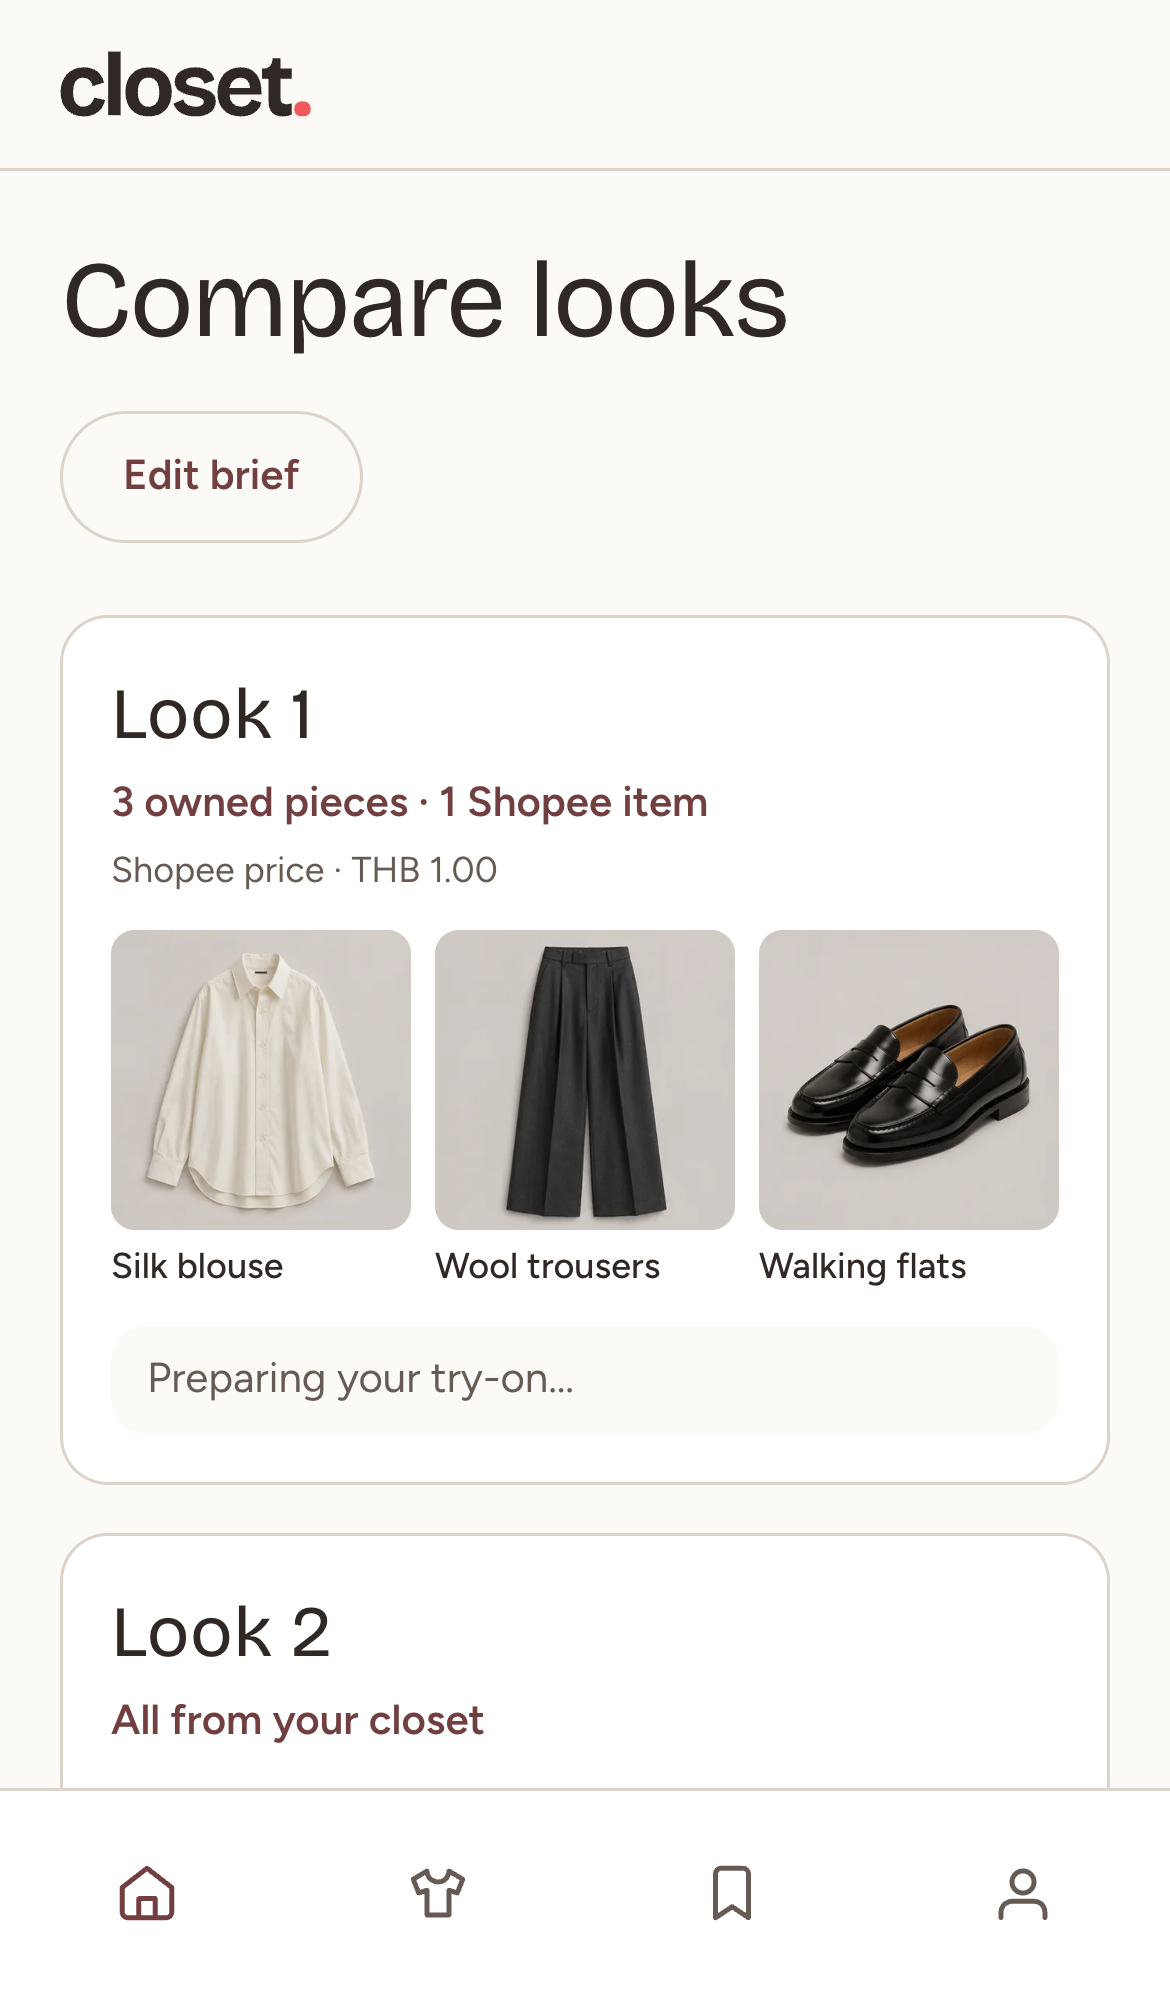 closet.
Compare looks
Edit brief
Look 1
3 owned pieces · 1 Shopee item
Shopee price · THB 1.00
Silk blouse
Wool trousers
Walking flats
Preparing your try-on...
Look 2
All from your closet